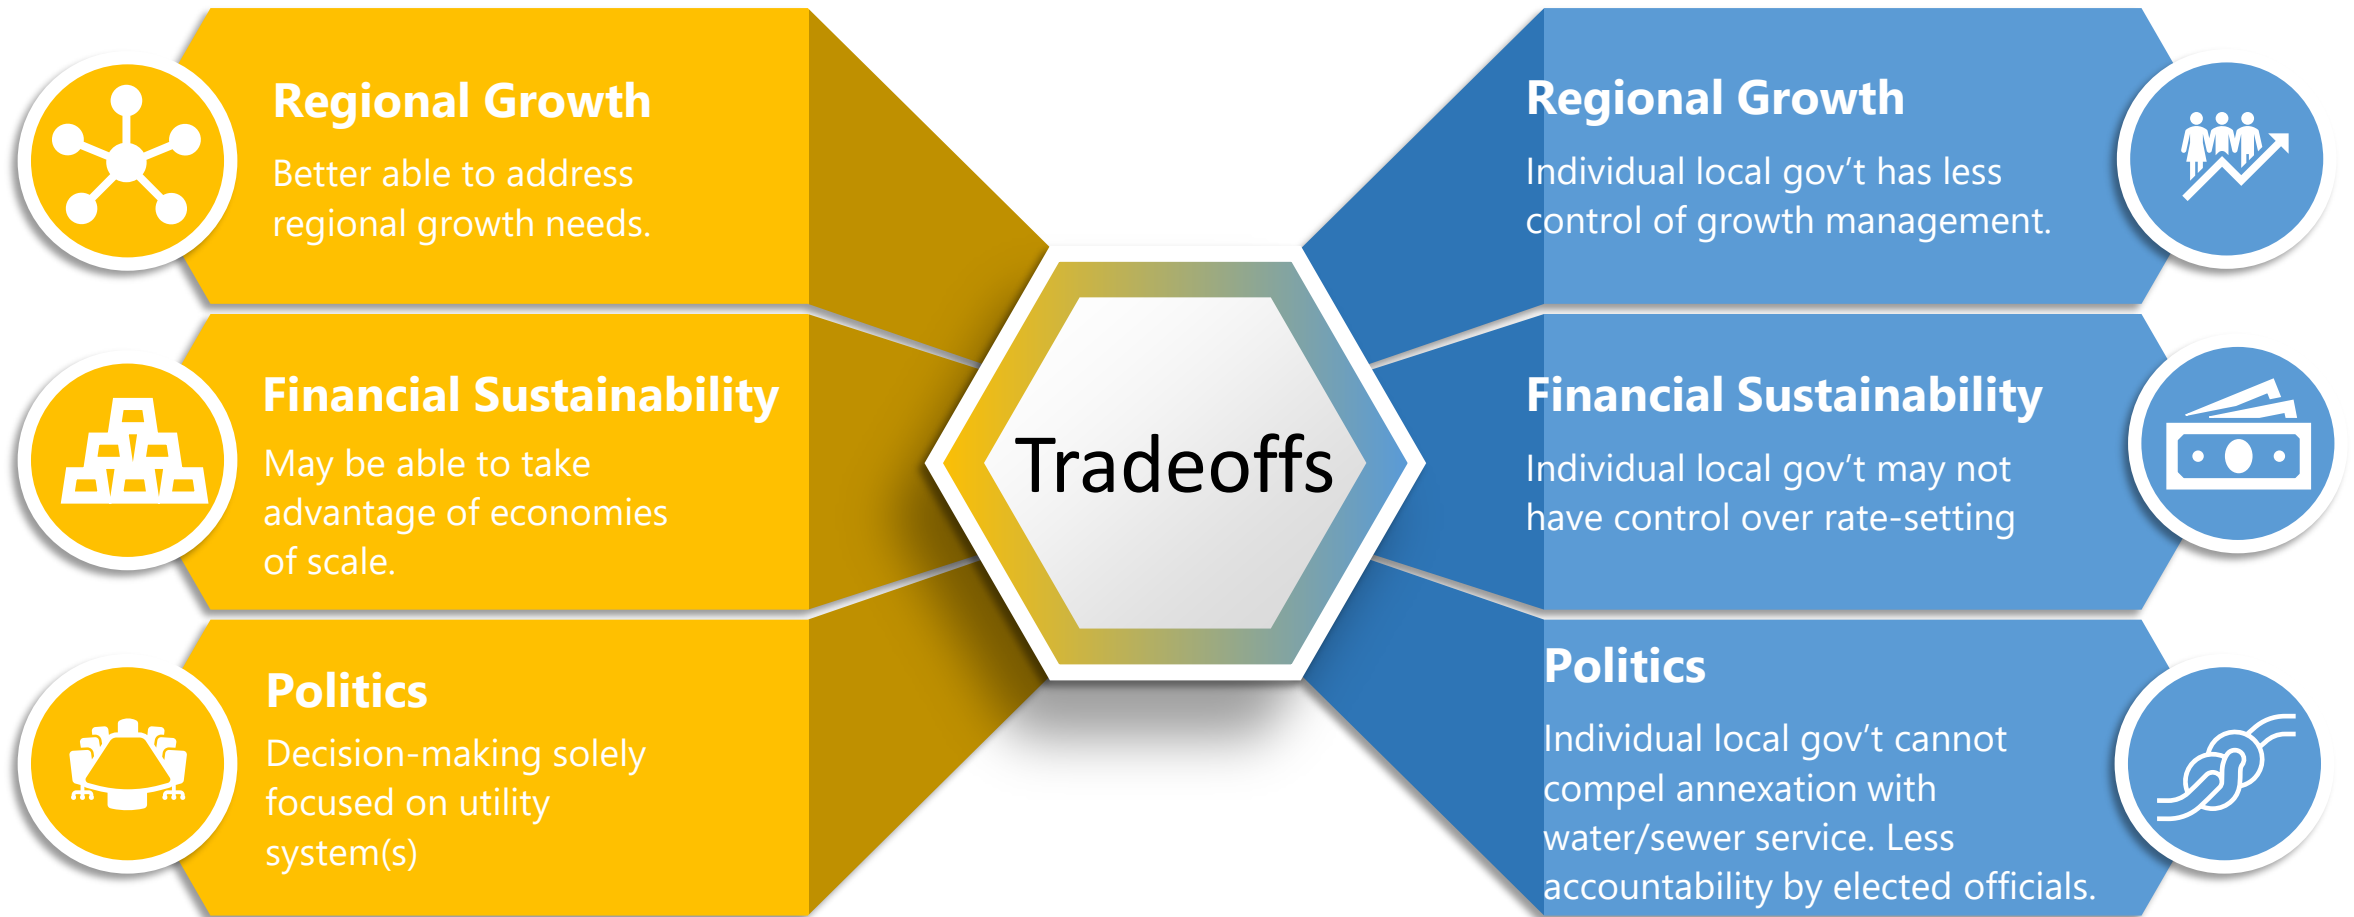 Regional Growth
Better able to address
regional growth needs.
Financial Sustainability
May be able to take
advantage of economies
of scale.
Politics
Decision-making solely
focused on utility
system(s)
Tradeoffs
Regional Growth
Individual local gov’t has less
control of growth management.
Financial Sustainability
Individual local gov’t may not
have control over rate-setting
Politics
Individual local gov’t cannot
compel annexation with
water/sewer service. Less
accountability by elected officials.